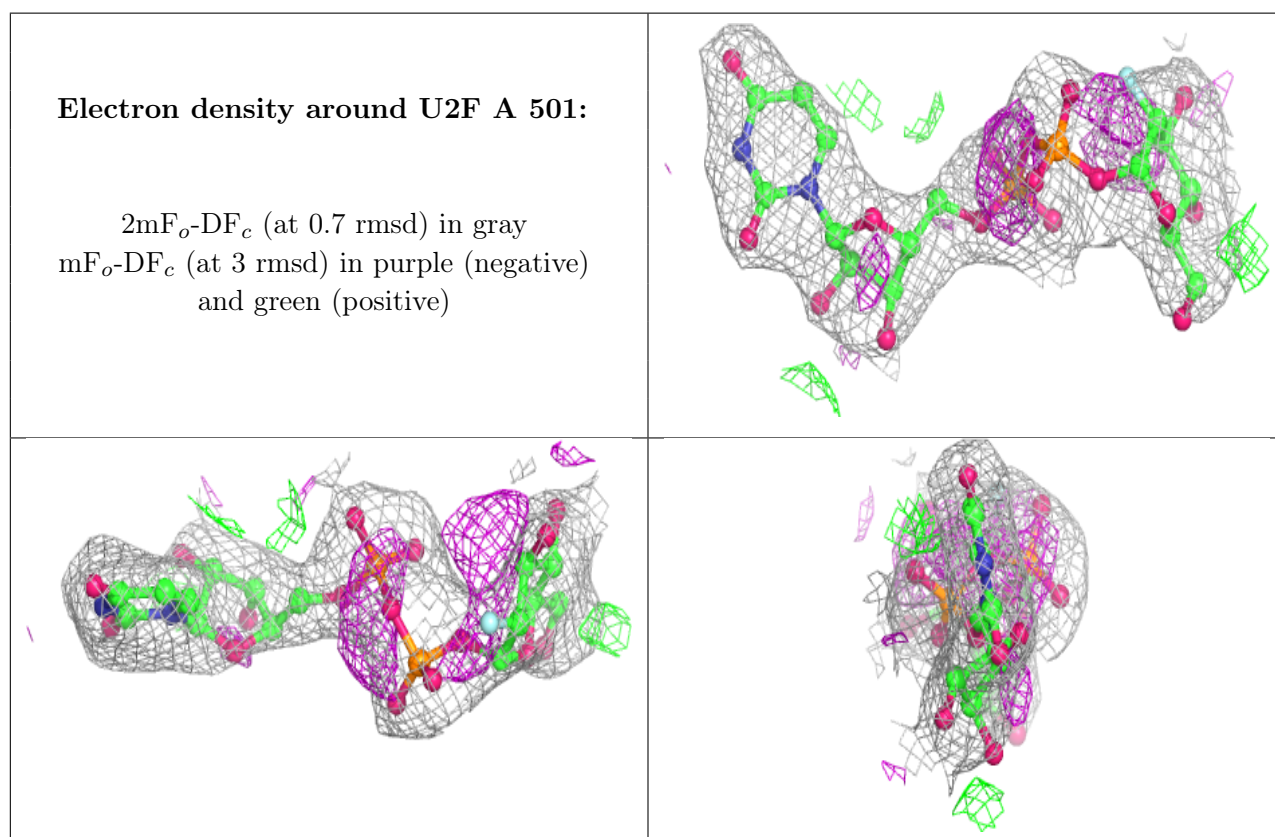 Electron density around U2F A 501:
2mFₒ-DF𝒸 (at 0.7 rmsd) in gray
mFₒ-DF𝒸 (at 3 rmsd) in purple (negative)
and green (positive)